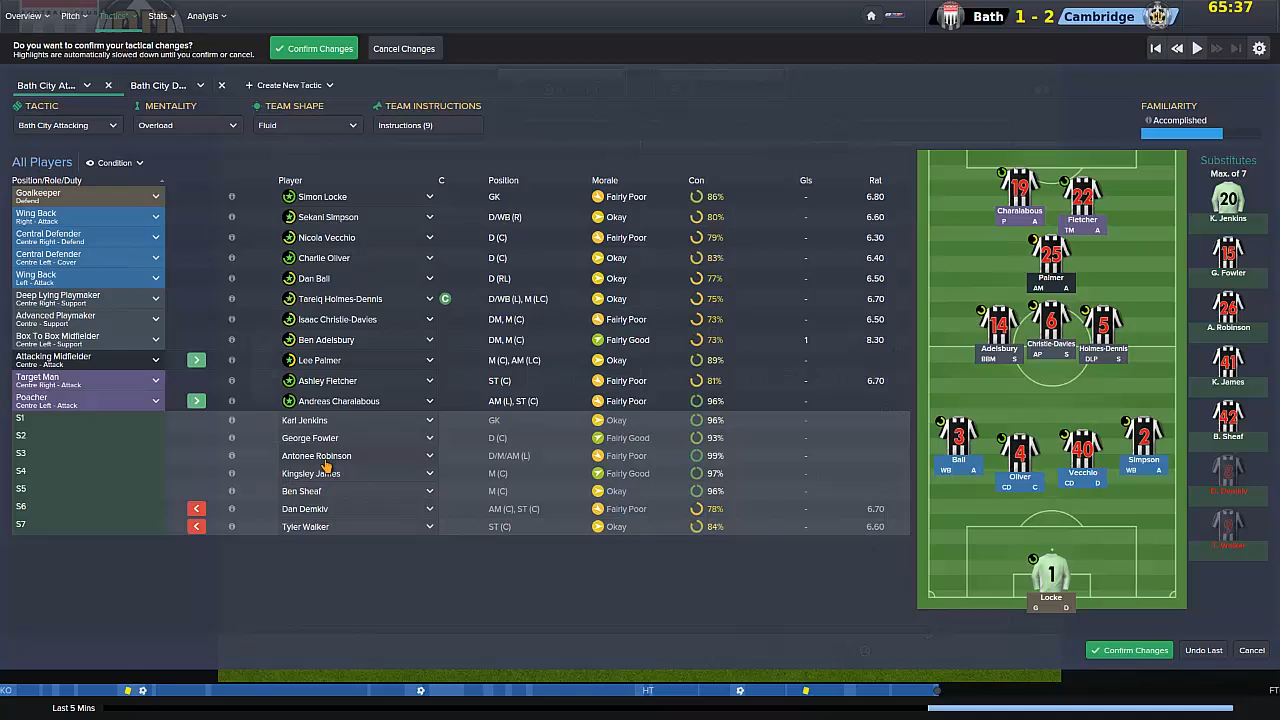 Overview Pitch Tactics Stats Analysis Bath 1 - 2 Cambridge 65:37
Do you want to confirm your tactical changes?
Highlights are automatically slowed down until you confirm or cancel.
Confirm Changes Cancel Changes
Bath City At... Bath City D... + Create New Tactic
TACTIC MENTALITY TEAM SHAPE TEAM INSTRUCTIONS FAMILIARITY
Bath City Attacking Overload Fluid Instructions (9) Accomplished
All Players Condition Substitutes
Max. of 7
Position/Role/Duty Player C Position Morale Con Gls Rat
Goalkeeper
Defend
Simon Locke GK Fairly Poor 86% - 6.80
Wing Back
Right - Attack
Sekani Simpson D/WB (R) Okay 80% - 6.60
Central Defender
Centre Right - Defend
Nicola Vecchio D (C) Fairly Poor 79% - 6.30
Central Defender
Centre Left - Cover
Charlie Oliver D (C) Okay 83% - 6.40
Wing Back
Left - Attack
Dan Ball D (RL) Okay 77% - 6.50
Deep Lying Playmaker
Centre Right - Support
Tareiq Holmes-Dennis C D/WB (L), M (LC) Okay 75% - 6.70
Advanced Playmaker
Centre - Support
Isaac Christie-Davies DM, M (C) Fairly Poor 73% - 6.50
Box To Box Midfielder
Centre Left - Support
Ben Adelsbury DM, M (C) Fairly Good 73% 1 8.30
Attacking Midfielder
Centre - Attack
Lee Palmer M (C), AM (LC) Okay 89% -
Target Man
Centre Right - Attack
Ashley Fletcher ST (C) Fairly Poor 81% - 6.70
Poacher
Centre Left - Attack
Andreas Charalabous AM (L), ST (C) Fairly Poor 96% -
S1 Karl Jenkins GK Okay 96% -
S2 George Fowler D (C) Fairly Good 93% -
S3 Antonee Robinson D/M/AM (L) Fairly Poor 99% -
S4 Kingsley James M (C) Fairly Good 97% -
S5 Ben Sheaf M (C) Okay 96% -
S6 Dan Demkiv AM (C), ST (C) Fairly Poor 78% - 6.70
S7 Tyler Walker ST (C) Okay 84% - 6.60
19 22
Charalabous Fletcher
P A TM A
25
Palmer
AM A
14 6 5
Adelsbury Christie-Davies Holmes-Dennis
BBM S AP S DLP S
3 4 40 2
Ball Oliver Vecchio Simpson
WB A CD C CD D WB A
1
Locke
G D
20
K. Jenkins
15
G. Fowler
26
A. Robinson
41
K. James
42
B. Sheaf
D. Demkiv
T. Walker
Confirm Changes Undo Last Cancel
KO HT FT
Last 5 Mins